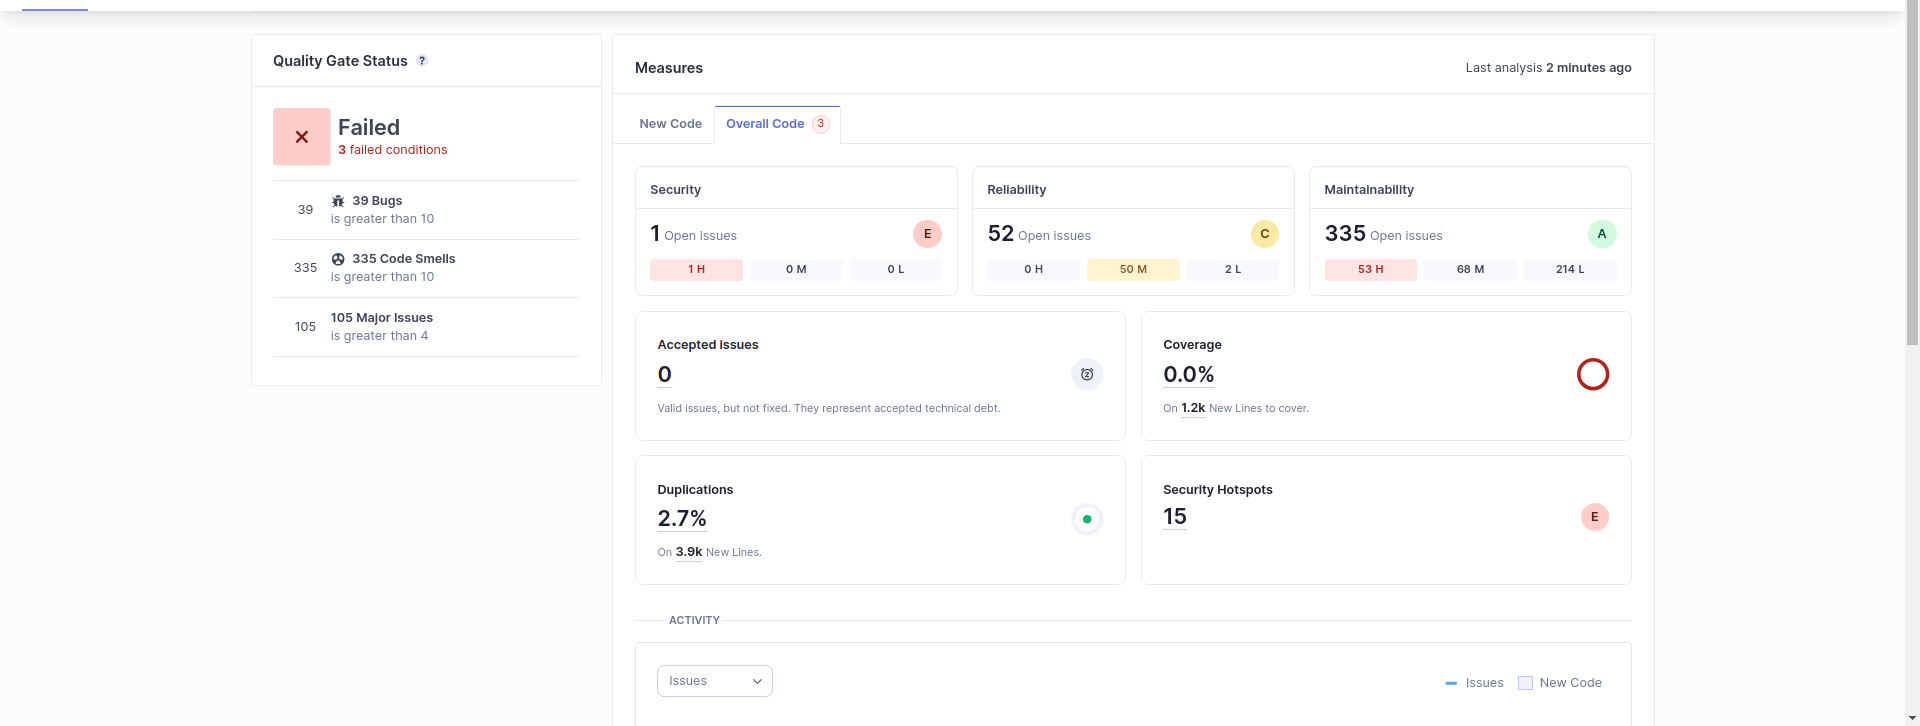 Quality Gate Status ?
Failed
3 failed conditions
39
39 Bugs
is greater than 10
335
335 Code Smells
is greater than 10
105
105 Major Issues
is greater than 4
Measures
Last analysis 2 minutes ago
New Code
Overall Code 3
Security
1 Open issues E
1 H 0 M 0 L
Reliability
52 Open issues C
0 H 50 M 2 L
Maintainability
335 Open issues A
53 H 68 M 214 L
Accepted issues
0
Valid issues, but not fixed. They represent accepted technical debt.
Coverage
0.0%
On 1.2k New Lines to cover.
Duplications
2.7%
On 3.9k New Lines.
Security Hotspots
15 E
ACTIVITY
Issues
Issues New Code